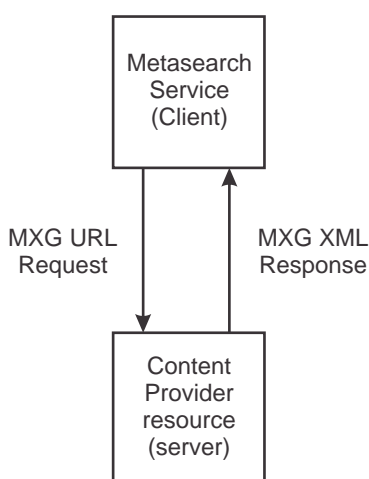 Metasearch
Service
(Client)
MXG URL
Request
MXG XML
Response
Content
Provider
resource
(server)